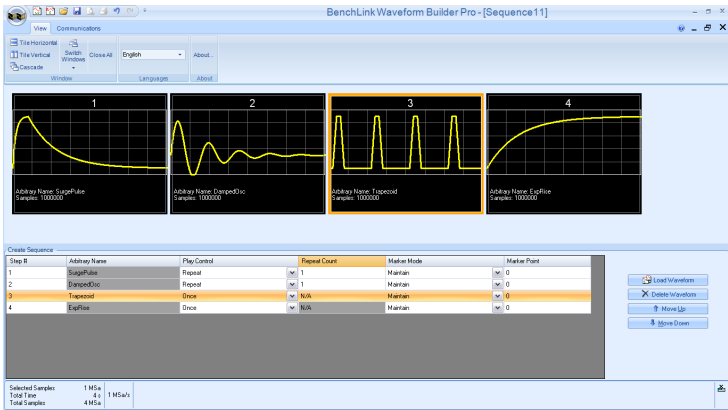 BenchLink Waveform Builder Pro - [Sequence11]
View Communications
Tile Horizontal
Tile Vertical
Cascade
Switch Windows
Close All
English
About...
Window Languages About
1 2 3 4
Arbitrary Name: SurgePulse
Samples: 1000000
Arbitrary Name: DampedOsc
Samples: 1000000
Arbitrary Name: Trapezoid
Samples: 1000000
Arbitrary Name: ExpRise
Samples: 1000000
Create Sequence
Step # Arbitrary Name Play Control Repeat Count Marker Mode Marker Point
1 SurgePulse Repeat 1 Maintain 0
2 DampedOsc Repeat 1 Maintain 0
3 Trapezoid Once N/A Maintain 0
4 ExpRise Once N/A Maintain 0
Load Waveform
Delete Waveform
Move Up
Move Down
Selected Samples 1 MSa
Total Time 4 s 1 MSa/s
Total Samples 4 MSa